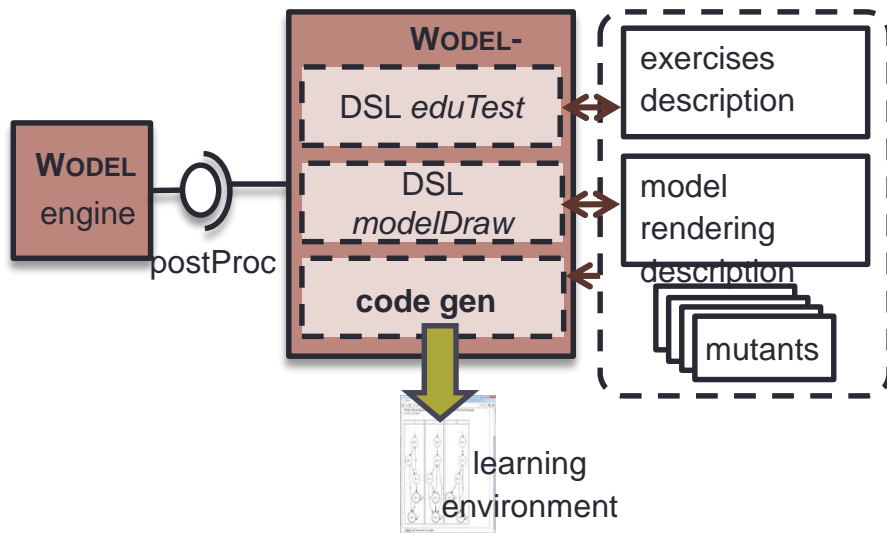 WODEL-
DSL eduTest
DSL
modelDraw
code gen
WODEL
engine
postProc
exercises
description
model
rendering
description
mutants
learning
environment